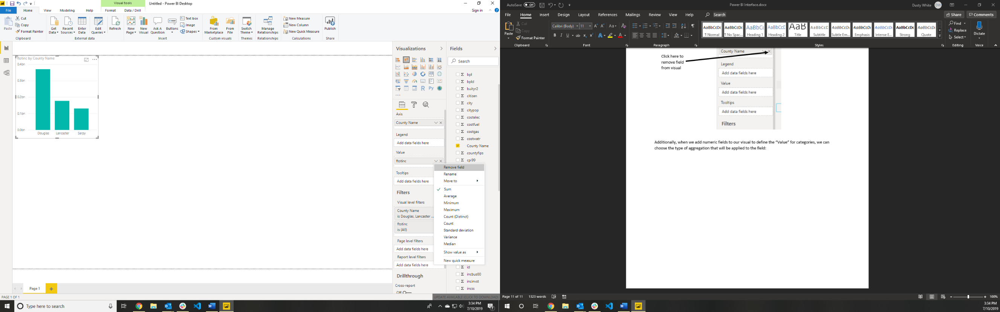 Visual tools
Untitled - Power BI Desktop
Sign in
File Home View Modeling Help Format Data / Drill
Paste
Cut
Copy
Format Painter
Clipboard
Get Data
Recent Sources
Enter Data
Edit Queries
Refresh
External data
New Page
New Visual
Ask A Question
Buttons
Text box
Image
Shapes
Insert
From Marketplace
From File
Custom visuals
Switch Theme
Themes
Manage Relationships
Relationships
New Measure
New Column
New Quick Measure
Calculations
Publish
Share
ftotinc by County Name
0.4bn
0.3bn
0.2bn
0.1bn
0.0bn
Douglas Lancaster Sarpy
Visualizations
R Py
Axis
County Name
Legend
Add data fields here
Value
ftotinc
Tooltips
Add data fields here
Filters
Visual level filters
County Name
is Douglas, Lancaster ...
ftotinc
is (All)
Page level filters
Add data fields here
Report level filters
Add data fields here
Drillthrough
Cross-report
Off
Remove field
Rename
Move to
Sum
Average
Minimum
Maximum
Count (Distinct)
Count
Standard deviation
Variance
Median
Show value as
New quick measure
Fields
Search
Σ bpl
Σ bpld
Σ buityr2
Σ citizen
Σ city
Σ citypop
Σ costelec
Σ costfuel
Σ costgas
Σ costwatr
County Name
Σ countyfips
Σ cpi99
Σ id
Σ incbus00
Σ incinvst
Σ incss
Page 1
PAGE 1 OF 1
UPDATE AVAILABLE (CLICK TO DOWNLOAD)
Type here to search
3:34 PM
7/10/2019
7
AutoSave Off
Power BI Interface.docx
Dusty White DW
File Home Insert Design Layout References Mailings Review View Help Search
Share Comments
Paste
Cut
Copy
Format Painter
Clipboard
Calibri (Body) 11
Font
Paragraph
AaBbCcDc
¶ Normal
AaBbCcDc
¶ No Spac...
AaBbC
Heading 1
AaBbCcD
Heading 2
AaB
Title
AaBbCcD
Subtitle
AaBbCcDc
Subtle Em...
AaBbCcDc
Emphasis
AaBbCcDc
Intense E...
AaBbCcDc
Strong
AaBbCcDc
Quote
Styles
Find
Replace
Select
Editing
Dictate
Voice
Click here to
remove field
from visual
County Name
Legend
Add data fields here
Value
Add data fields here
Tooltips
Add data fields here
Filters
Additionally, when we add numeric fields to our visual to define the “Value” for categories, we can
choose the type of aggregation that will be applied to the field:
Page 11 of 11 1323 words
100%
3:34 PM
7/10/2019